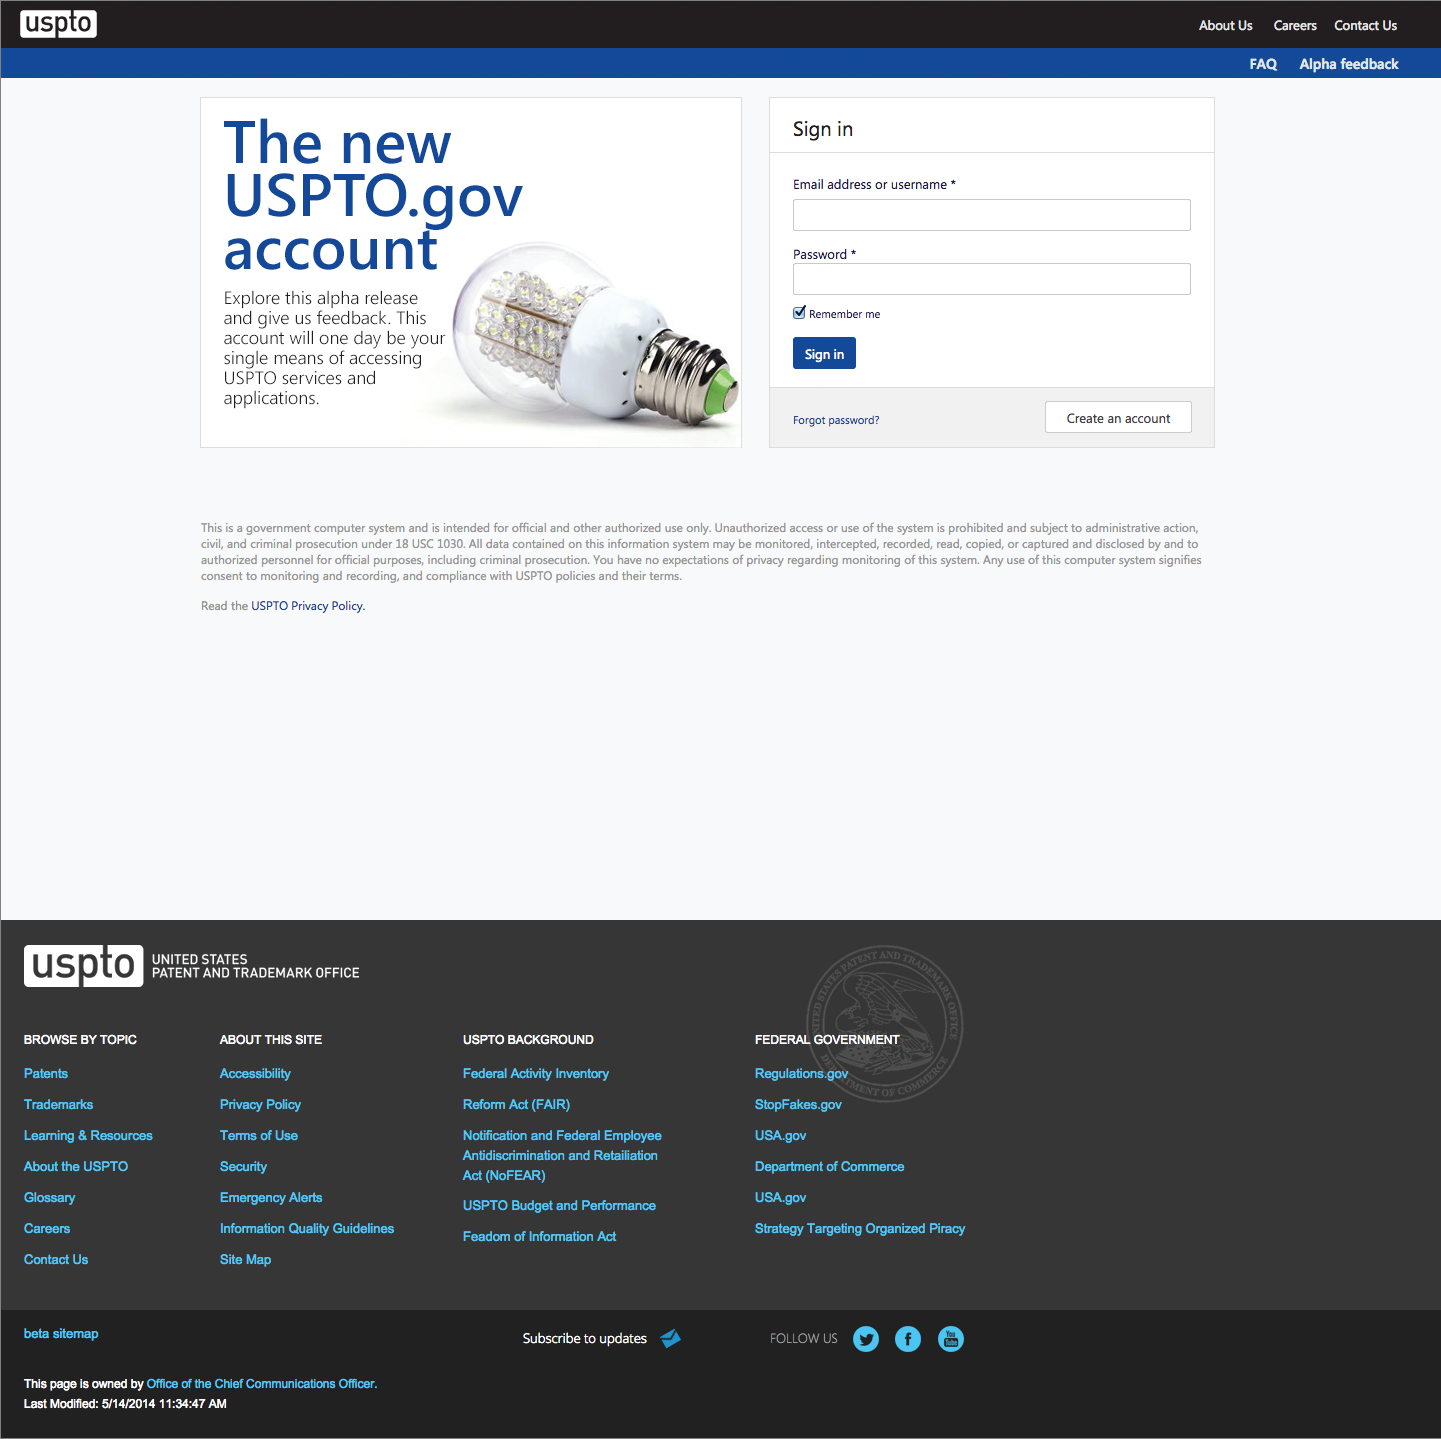 uspto
About Us Careers Contact Us
FAQ Alpha feedback
The new
USPTO.gov
account
Explore this alpha release
and give us feedback. This
account will one day be your
single means of accessing
USPTO services and
applications.
Sign in
Email address or username *
Password *
Remember me
Sign in
Forgot password?
Create an account
This is a government computer system and is intended for official and other authorized use only. Unauthorized access or use of the system is prohibited and subject to administrative action,
civil, and criminal prosecution under 18 USC 1030. All data contained on this information system may be monitored, intercepted, recorded, read, copied, or captured and disclosed by and to
authorized personnel for official purposes, including criminal prosecution. You have no expectations of privacy regarding monitoring of this system. Any use of this computer system signifies
consent to monitoring and recording, and compliance with USPTO policies and their terms.
Read the USPTO Privacy Policy.
uspto
UNITED STATES
PATENT AND TRADEMARK OFFICE
UNITED STATES PATENT AND TRADEMARK OFFICE
DEPARTMENT OF COMMERCE
BROWSE BY TOPIC
Patents
Trademarks
Learning & Resources
About the USPTO
Glossary
Careers
Contact Us
ABOUT THIS SITE
Accessibility
Privacy Policy
Terms of Use
Security
Emergency Alerts
Information Quality Guidelines
Site Map
USPTO BACKGROUND
Federal Activity Inventory
Reform Act (FAIR)
Notification and Federal Employee
Antidiscrimination and Retailiation
Act (NoFEAR)
USPTO Budget and Performance
Feadom of Information Act
FEDERAL GOVERNMENT
Regulations.gov
StopFakes.gov
USA.gov
Department of Commerce
USA.gov
Strategy Targeting Organized Piracy
beta sitemap
Subscribe to updates
FOLLOW US
You
Tube
This page is owned by Office of the Chief Communications Officer.
Last Modified: 5/14/2014 11:34:47 AM